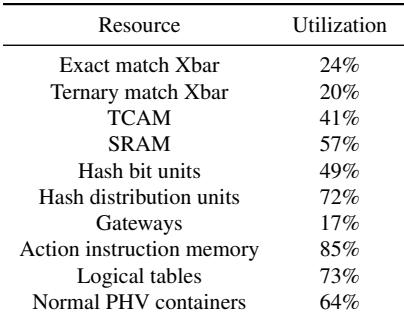 Resource Utilization
Exact match Xbar 24%
Ternary match Xbar 20%
TCAM 41%
SRAM 57%
Hash bit units 49%
Hash distribution units 72%
Gateways 17%
Action instruction memory 85%
Logical tables 73%
Normal PHV containers 64%